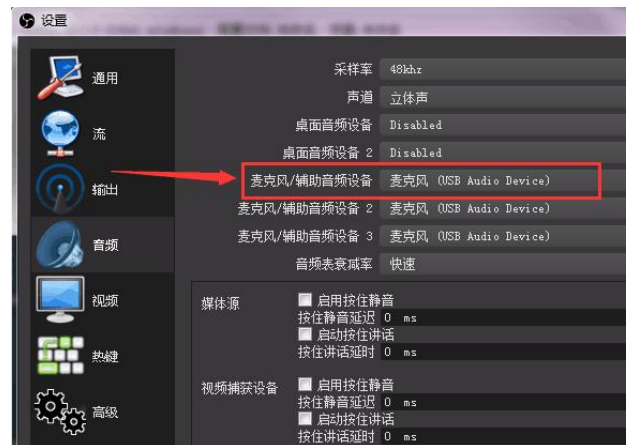 设置
通用
流
输出
音频
视频
热键
高级
采样率 48khz
声道 立体声
桌面音频设备 Disabled
桌面音频设备 2 Disabled
麦克风/辅助音频设备 麦克风 (USB Audio Device)
麦克风/辅助音频设备 2 麦克风 (USB Audio Device)
麦克风/辅助音频设备 3 麦克风 (USB Audio Device)
音频表衰减率 快速
媒体源 启用按住静音
按住静音延迟 0 ms
启动按住讲话
按住讲话延时 0 ms
视频捕获设备 启用按住静音
按住静音延迟 0 ms
启动按住讲话
按住讲话延时 0 ms